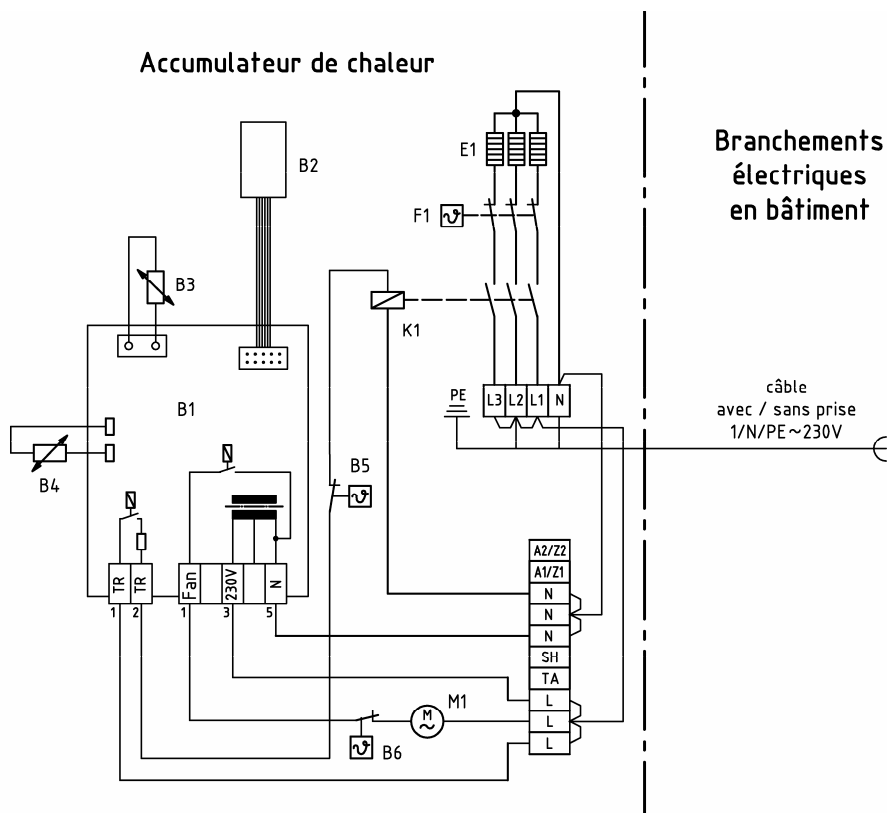 Accumulateur de chaleur
Branchements
électriques
en bâtiment
E1
B2
F1
B3
K1
PE
L3
L2
L1
N
câble
avec / sans prise
1/N/PE~230V
B1
B4
B5
A2/Z2
A1/Z1
N
N
N
SH
TA
L
L
L
TR
TR
Fan
230V
N
1
2
1
3
5
M1
M
~
B6